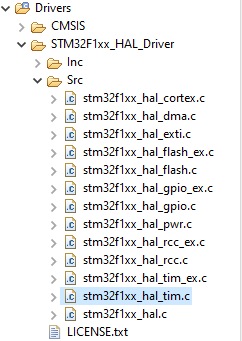 Drivers
CMSIS
STM32F1xx_HAL_Driver
Inc
Src
stm32f1xx_hal_cortex.c
stm32f1xx_hal_dma.c
stm32f1xx_hal_exti.c
stm32f1xx_hal_flash_ex.c
stm32f1xx_hal_flash.c
stm32f1xx_hal_gpio_ex.c
stm32f1xx_hal_gpio.c
stm32f1xx_hal_pwr.c
stm32f1xx_hal_rcc_ex.c
stm32f1xx_hal_rcc.c
stm32f1xx_hal_tim_ex.c
stm32f1xx_hal_tim.c
stm32f1xx_hal.c
LICENSE.txt